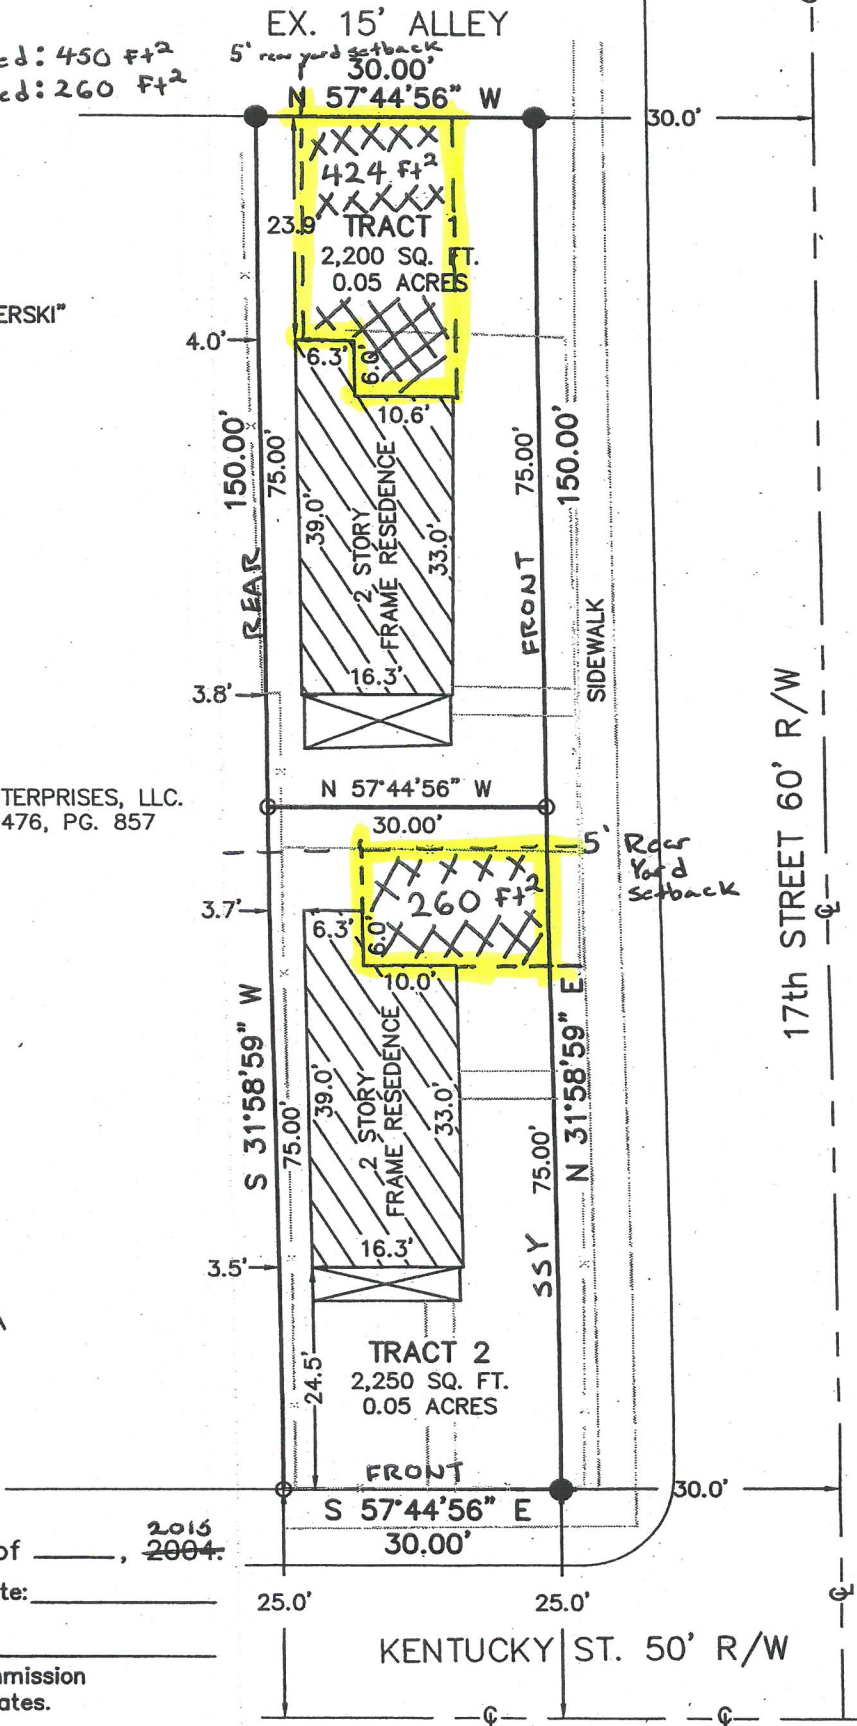 EX. 15' ALLEY
ed: 450 Ft²
5' rear yard setback
30.00'
ed: 260 Ft²
N 57°44'56" W
30.0'
424 Ft²
23.9'
TRACT 1
2,200 SQ. FT.
0.05 ACRES
ERSKI"
4.0'
6.3'
6.0'
10.6'
150.00'
75.00'
75.00'
150.00'
39.0'
2 STORY
FRAME RESEDENCE
33.0'
REAR
FRONT
SIDEWALK
16.3'
3.8'
17th STREET 60' R/W
N 57°44'56" W
TERPRISES, LLC.
476, PG. 857
30.00'
5' Rear
Yard
setback
260 Ft²
3.7'
6.3'
6.0'
10.0'
S 31°58'59" W
75.00'
39.0'
2 STORY
FRAME RESEDENCE
33.0'
75.00'
N 31°58'59" E
16.3'
3.5'
SSY
24.5'
TRACT 2
2,250 SQ. FT.
0.05 ACRES
FRONT
30.0'
S 57°44'56" E
30.00'
2015
of ______, 2004.
te:
25.0'
25.0'
KENTUCKY ST. 50' R/W
mmission
ates.